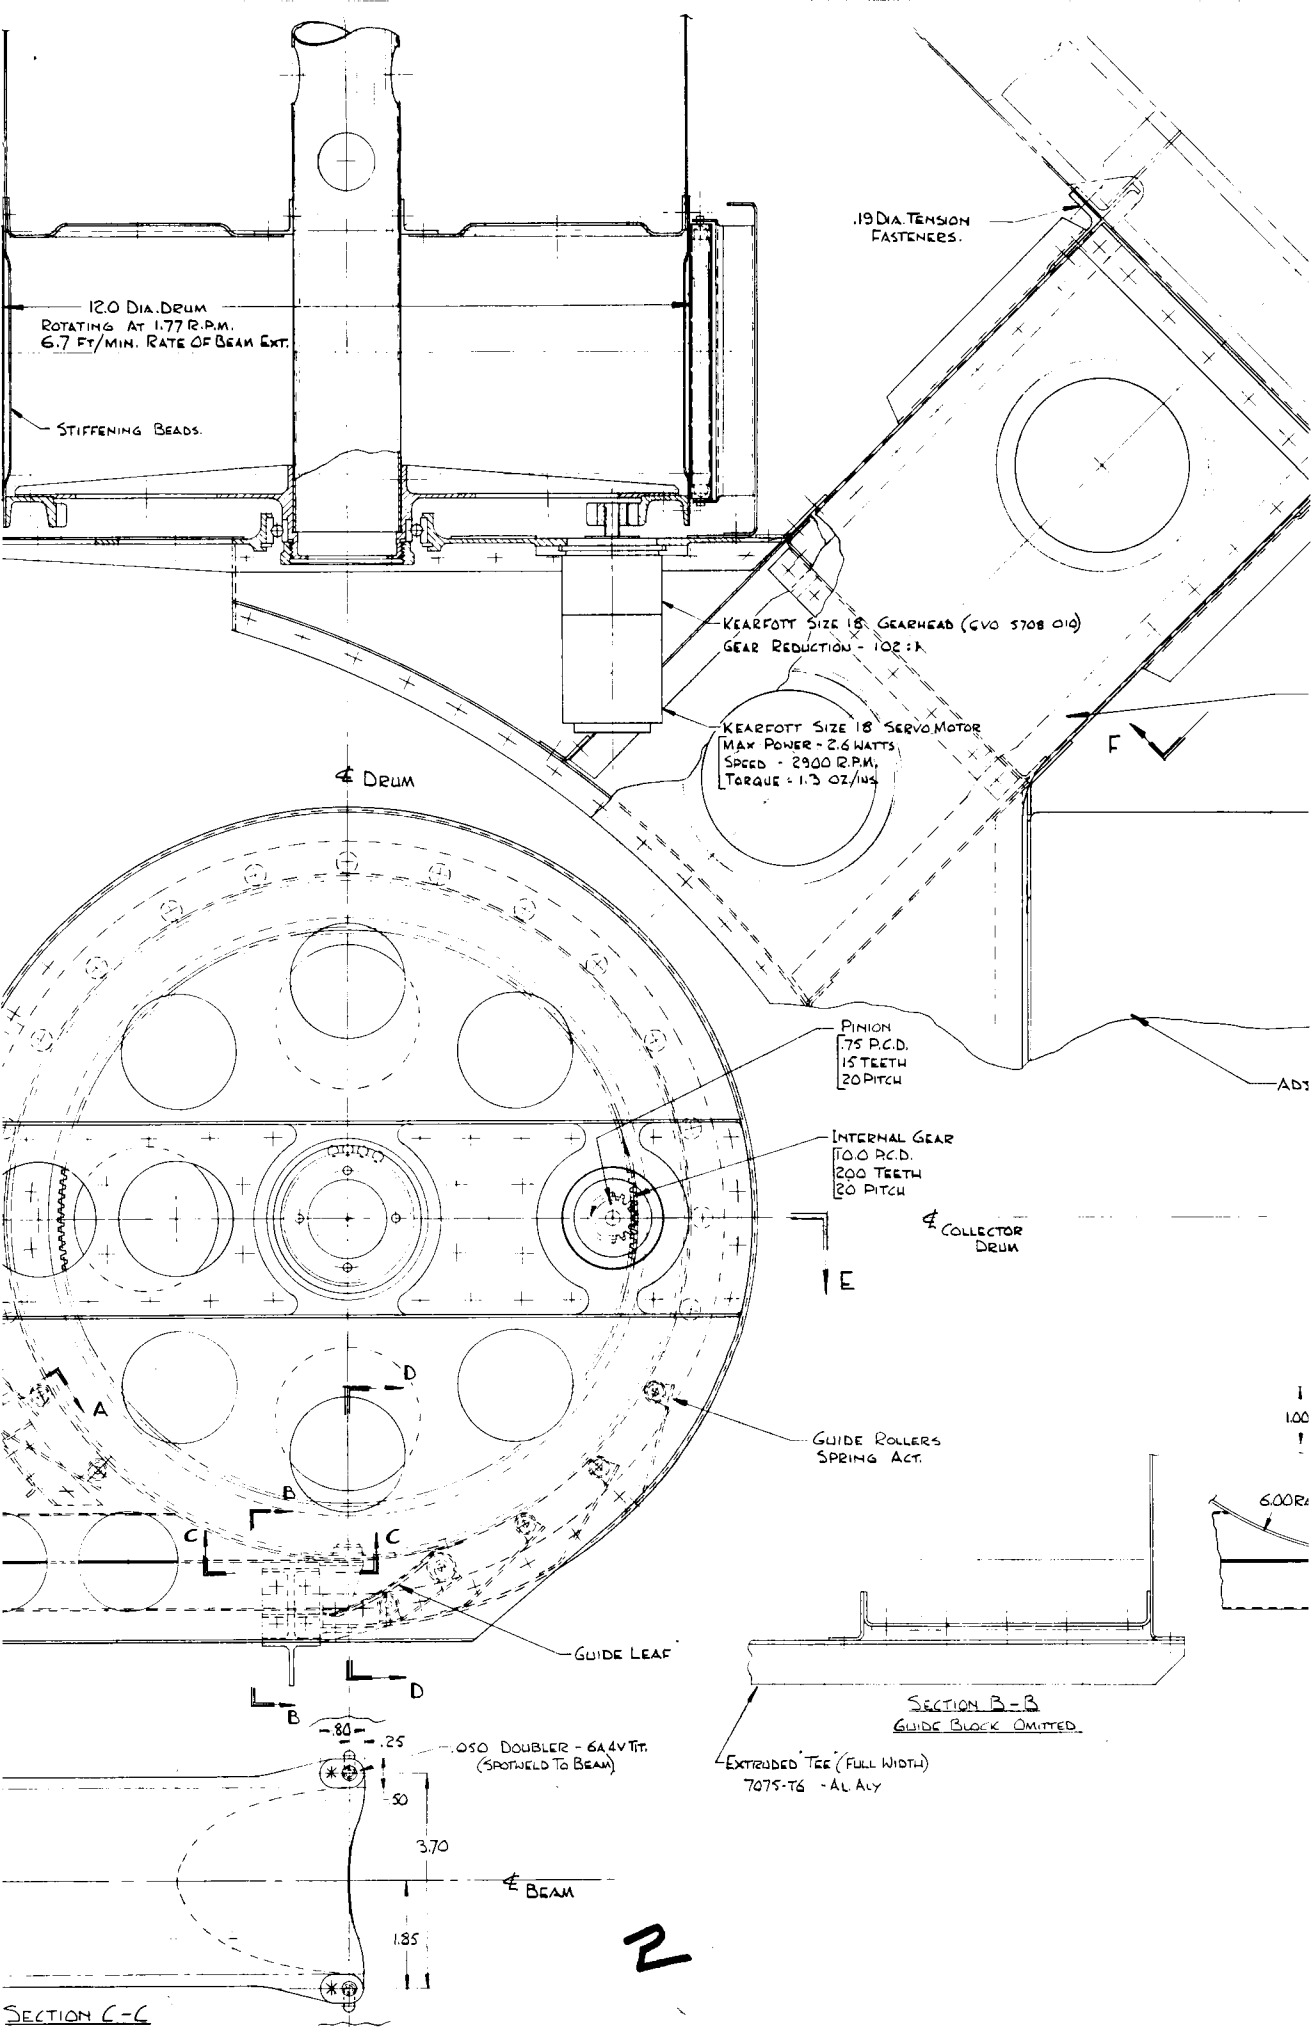 .19 DIA. TENSION
FASTENERS.
12.0 DIA. DRUM
ROTATING AT 1.77 R.P.M.
6.7 FT/MIN. RATE OF BEAM EXT.
STIFFENING BEADS.
KEARFOTT SIZE 18 GEARHEAD (CVO 5708 010)
GEAR REDUCTION - 102:1
KEARFOTT SIZE 18 SERVO MOTOR
MAX POWER - 2.6 WATTS
SPEED - 2900 R.P.M.
TORQUE - 1.3 OZ/INS
F
℄ DRUM
PINION
.75 P.C.D.
15 TEETH
20 PITCH
ADJ
INTERNAL GEAR
10.0 P.C.D.
200 TEETH
20 PITCH
℄ COLLECTOR
DRUM
E
D
A
1.00
GUIDE ROLLERS
SPRING ACT.
B
6.00 RA
C
C
GUIDE LEAF
D
B
SECTION B-B
GUIDE BLOCK OMITTED
.80
.25
.050 DOUBLER - 6A.4V TIT.
(SPOTWELD TO BEAM)
EXTRUDED "TEE" (FULL WIDTH)
7075-T6 - AL. ALY
.50
3.70
℄ BEAM
1.85
2
SECTION C-C